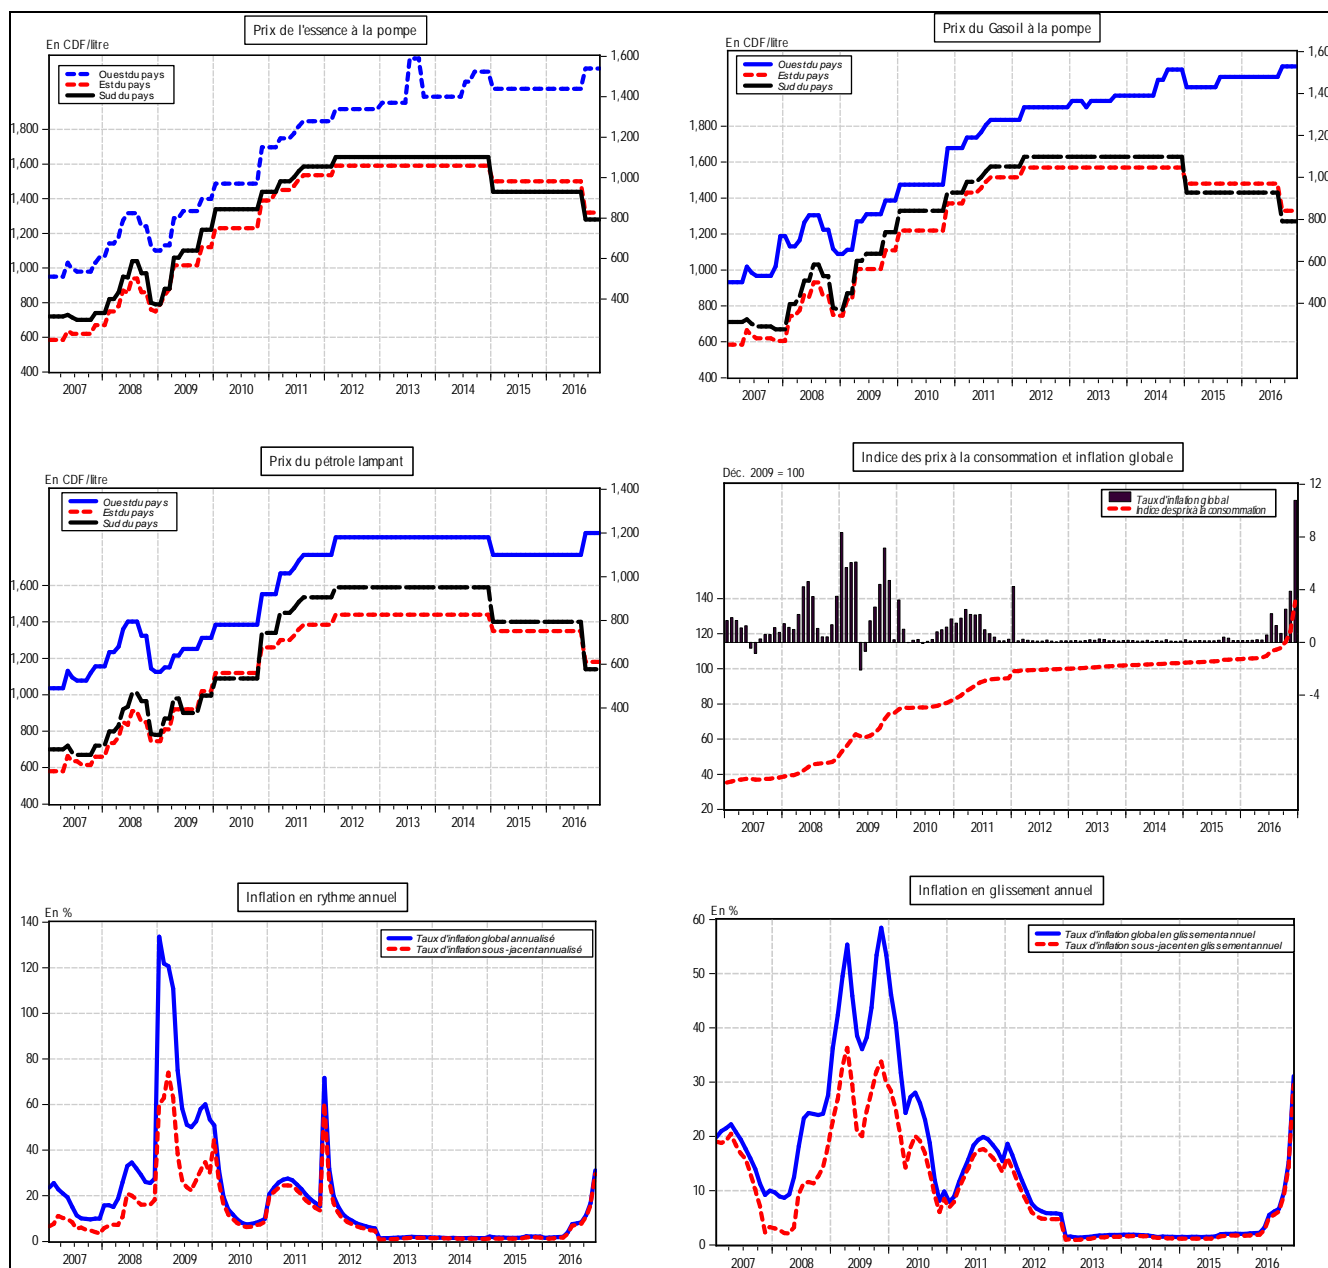 Prix de l'essence à la pompe
En CDF/litre
Ouest du pays
Est du pays
Sud du pays
1,800
1,600
1,400
1,200
1,000
800
600
400
1,600
1,400
1,200
1,000
800
600
400
2007 2008 2009 2010 2011 2012 2013 2014 2015 2016
Prix du Gasoil à la pompe
En CDF/litre
Ouest du pays
Est du pays
Sud du pays
1,800
1,600
1,400
1,200
1,000
800
600
400
1,600
1,400
1,200
1,000
800
600
400
2007 2008 2009 2010 2011 2012 2013 2014 2015 2016
Prix du pétrole lampant
En CDF/litre
Ouest du pays
Est du pays
Sud du pays
1,600
1,400
1,200
1,000
800
600
400
1,400
1,200
1,000
800
600
400
2007 2008 2009 2010 2011 2012 2013 2014 2015 2016
Indice des prix à la consommation et inflation globale
Déc. 2009 = 100
Taux d'inflation global
Indice des prix à la consommation
140
120
100
80
60
40
20
12
8
4
0
-4
2007 2008 2009 2010 2011 2012 2013 2014 2015 2016
Inflation en rythme annuel
En %
Taux d'inflation global annualisé
Taux d'inflation sous-jacent annualisé
140
120
100
80
60
40
20
0
2007 2008 2009 2010 2011 2012 2013 2014 2015 2016
Inflation en glissement annuel
En %
Taux d'inflation global en glissement annuel
Taux d'inflation sous-jacent en glissement annuel
60
50
40
30
20
10
0
2007 2008 2009 2010 2011 2012 2013 2014 2015 2016